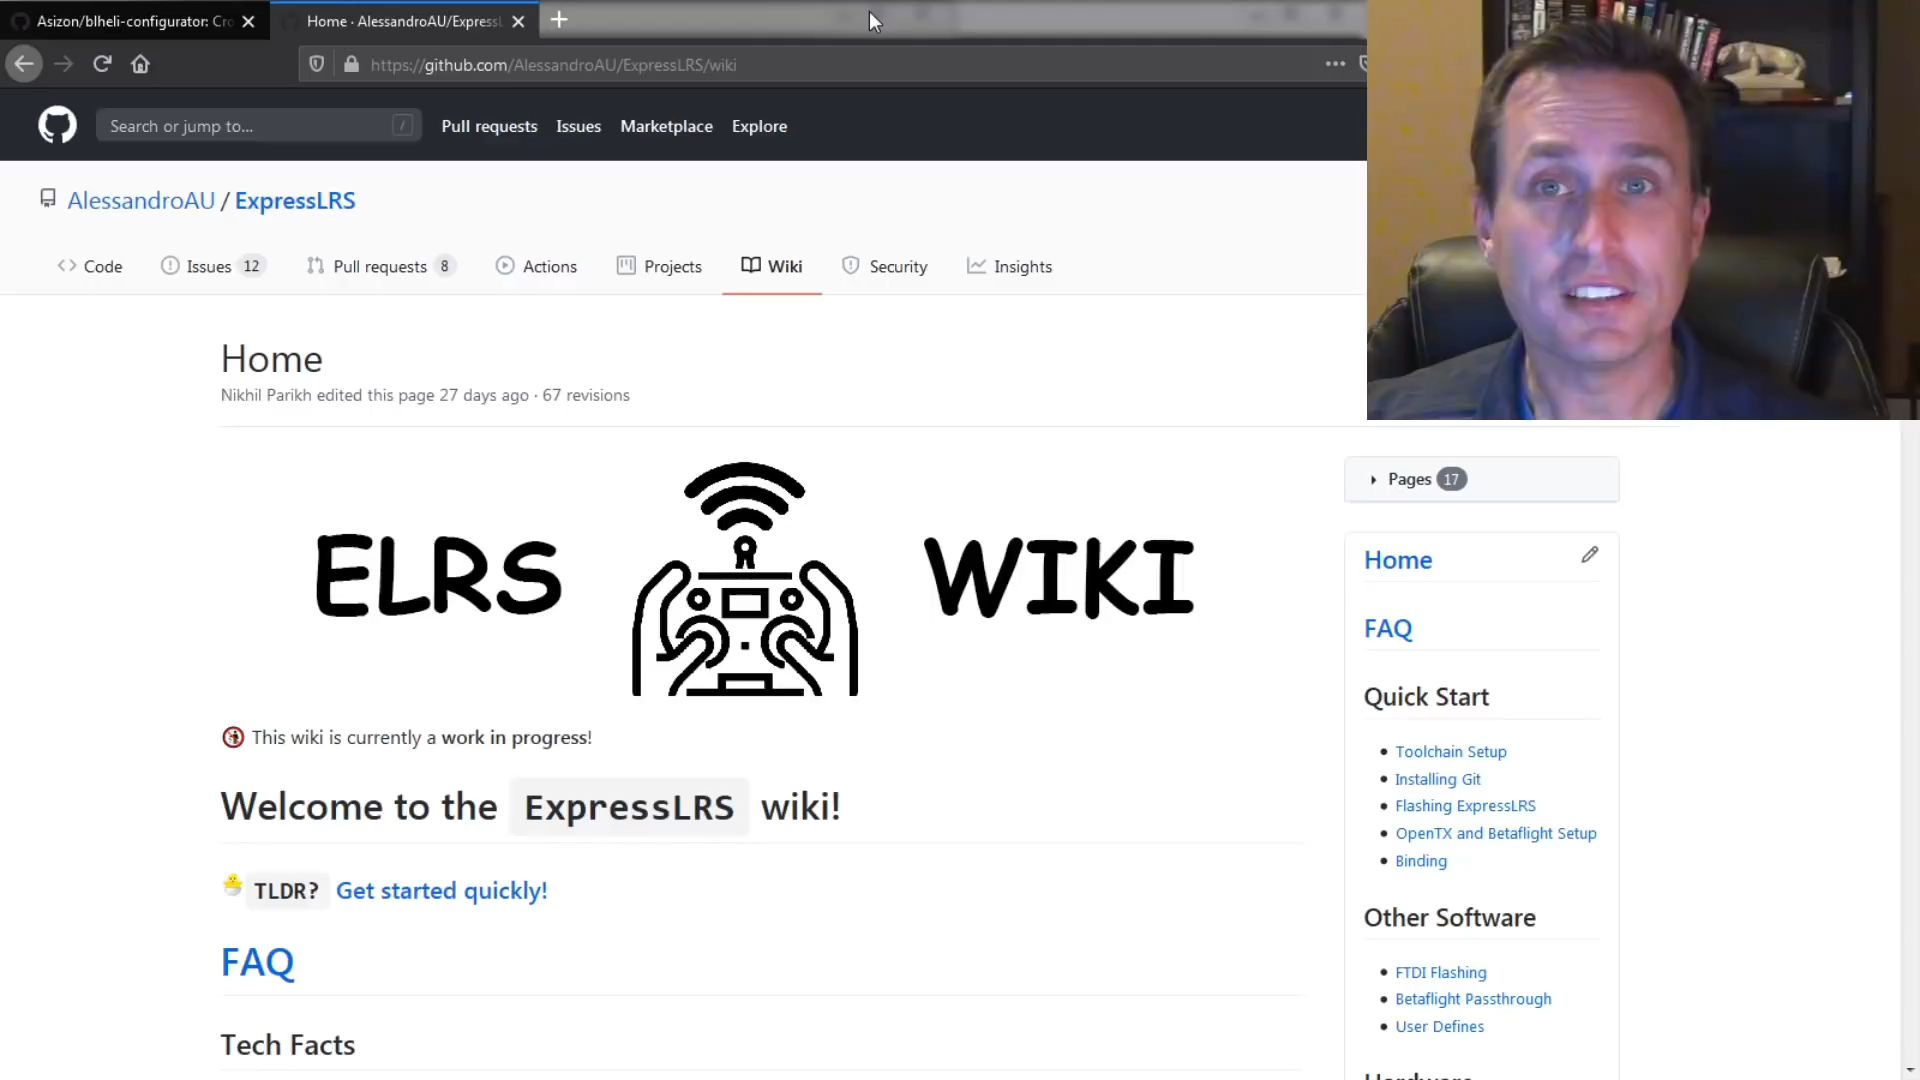 Asizon/blheli-configurator: Cro
Home · AlessandroAU/ExpressL
https://github.com/AlessandroAU/ExpressLRS/wiki
Search or jump to...
/
Pull requests
Issues
Marketplace
Explore
AlessandroAU / ExpressLRS
Code
Issues 12
Pull requests 8
Actions
Projects
Wiki
Security
Insights
Home
Nikhil Parikh edited this page 27 days ago · 67 revisions
ELRS WIKI
This wiki is currently a work in progress!
Welcome to the ExpressLRS wiki!
TLDR? Get started quickly!
FAQ
Tech Facts
Pages 17
Home
FAQ
Quick Start
Toolchain Setup
Installing Git
Flashing ExpressLRS
OpenTX and Betaflight Setup
Binding
Other Software
FTDI Flashing
Betaflight Passthrough
User Defines
Hardware